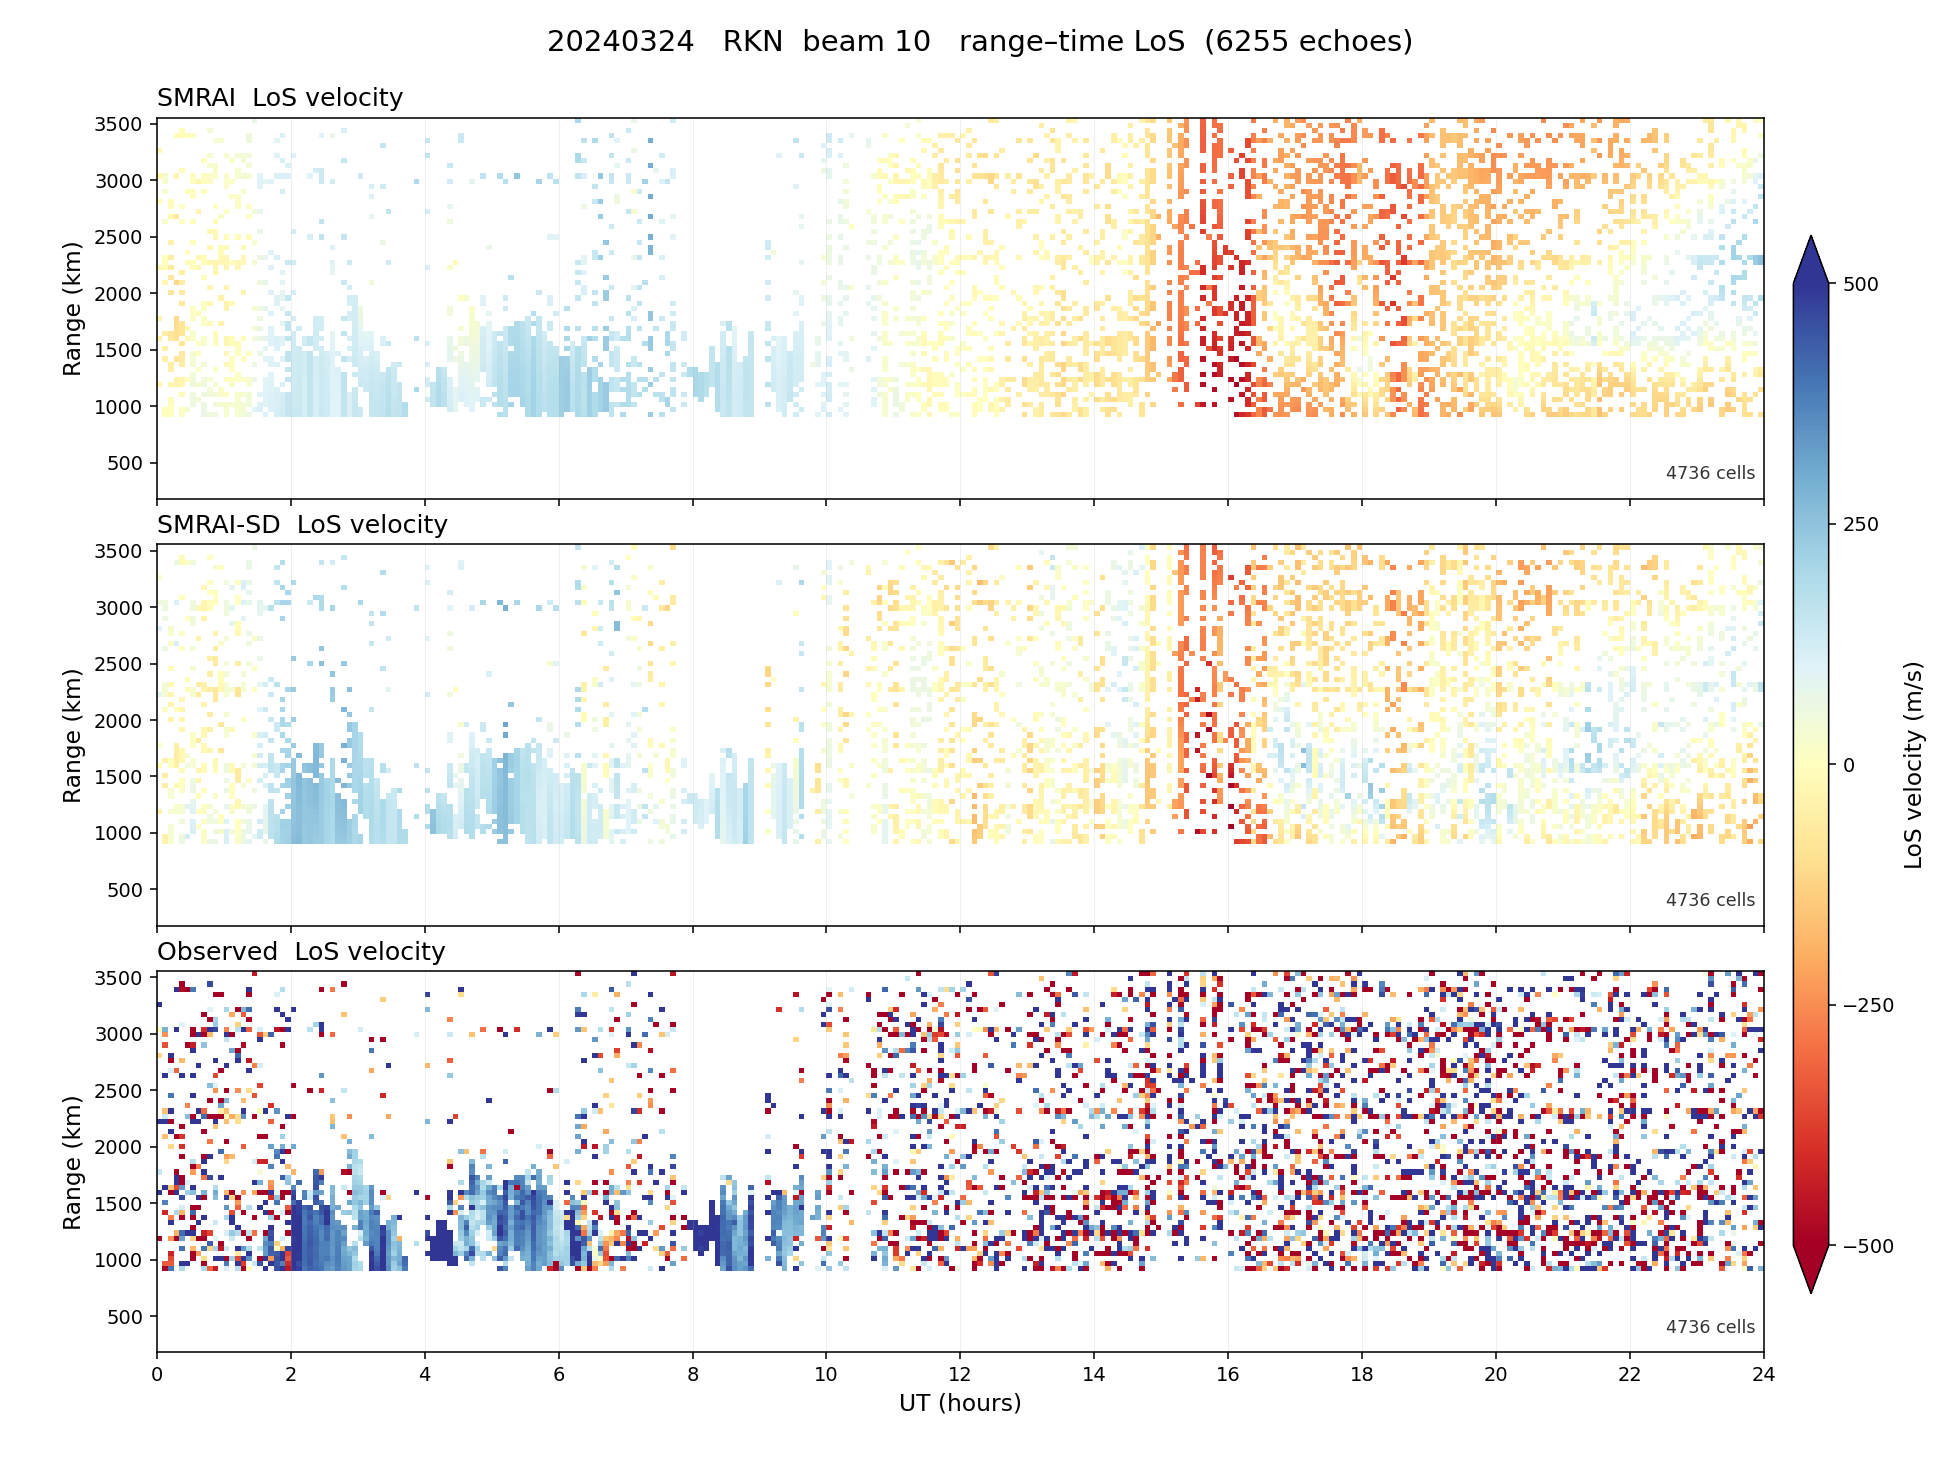 20240324   RKN  beam 10   range–time LoS  (6255 echoes)
SMRAI  LoS velocity
3500
3000
2500
2000
1500
1000
500
Range (km)
4736 cells
SMRAI-SD  LoS velocity
3500
3000
2500
2000
1500
1000
500
Range (km)
4736 cells
Observed  LoS velocity
3500
3000
2500
2000
1500
1000
500
Range (km)
4736 cells
0 2 4 6 8 10 12 14 16 18 20 22 24
UT (hours)
500
250
0
−250
−500
LoS velocity (m/s)